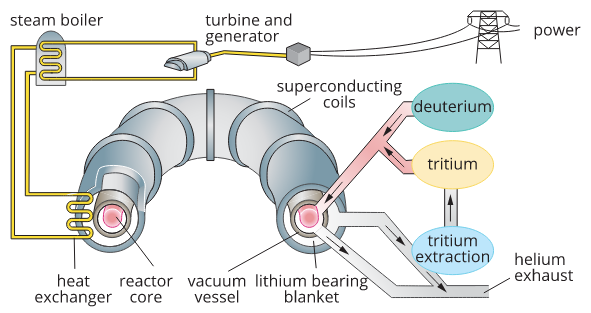 steam boiler
turbine and
generator
power
superconducting
coils
deuterium
tritium
tritium
extraction
helium
exhaust
heat
exchanger
reactor
core
vacuum
vessel
lithium bearing
blanket